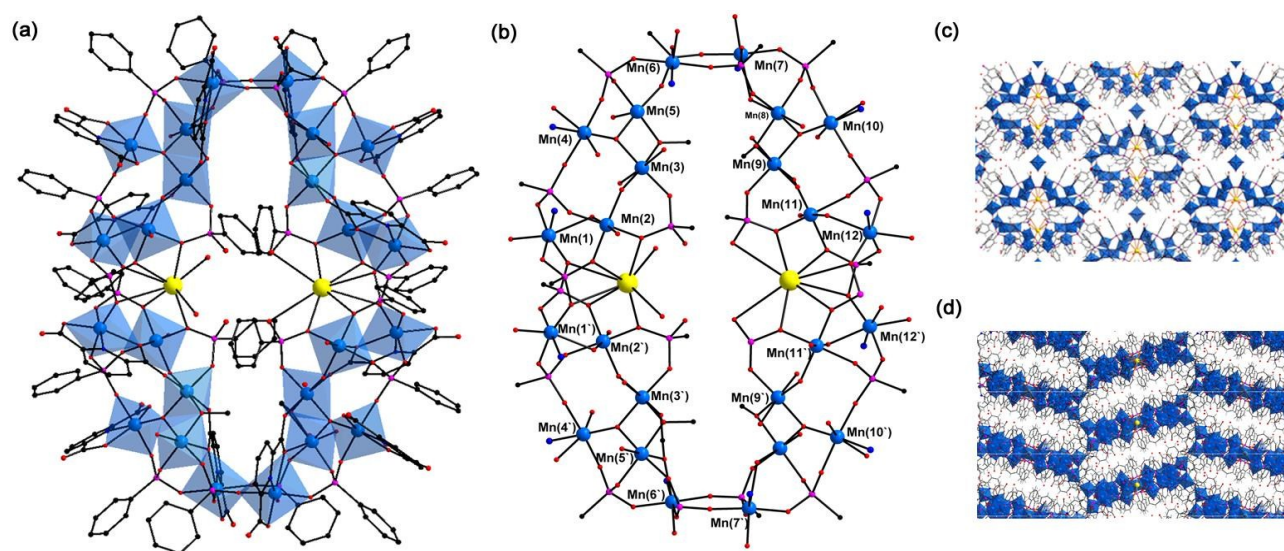 (a)
(b)
(c)
(d)
Mn(6)
Mn(7)
Mn(5)
Mn(8)
Mn(4)
Mn(10)
Mn(3)
Mn(9)
Mn(2)
Mn(11)
Mn(1)
Mn(12)
Mn(1`)
Mn(12`)
Mn(2`)
Mn(11`)
Mn(3`)
Mn(9`)
Mn(4`)
Mn(10`)
Mn(5`)
Mn(6`)
Mn(7`)